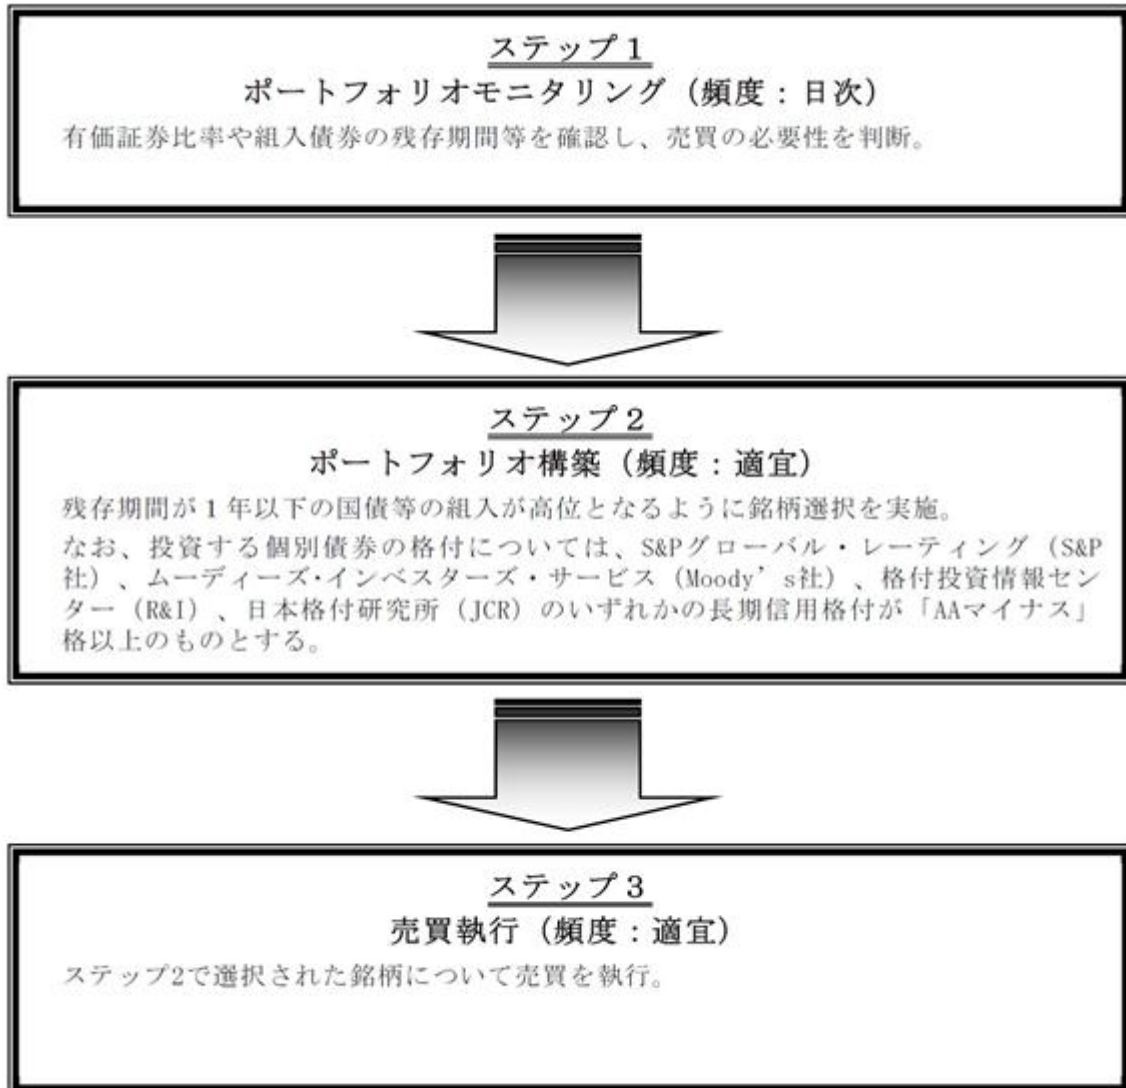 ステップ1
ポートフォリオモニタリング（頻度：日次）
有価証券比率や組入債券の残存期間等を確認し、売買の必要性を判断。
ステップ2
ポートフォリオ構築（頻度：適宜）
残存期間が1年以下の国債等の組入が高位となるように銘柄選択を実施。
なお、投資する個別債券の格付については、S&Pグローバル・レーティング（S&P
社）、ムーディーズ・インベスターズ・サービス（Moody’s社）、格付投資情報セン
ター（R&I）、日本格付研究所（JCR）のいずれかの長期信用格付が「AAマイナス」
格以上のものとする。
ステップ3
売買執行（頻度：適宜）
ステップ2で選択された銘柄について売買を執行。